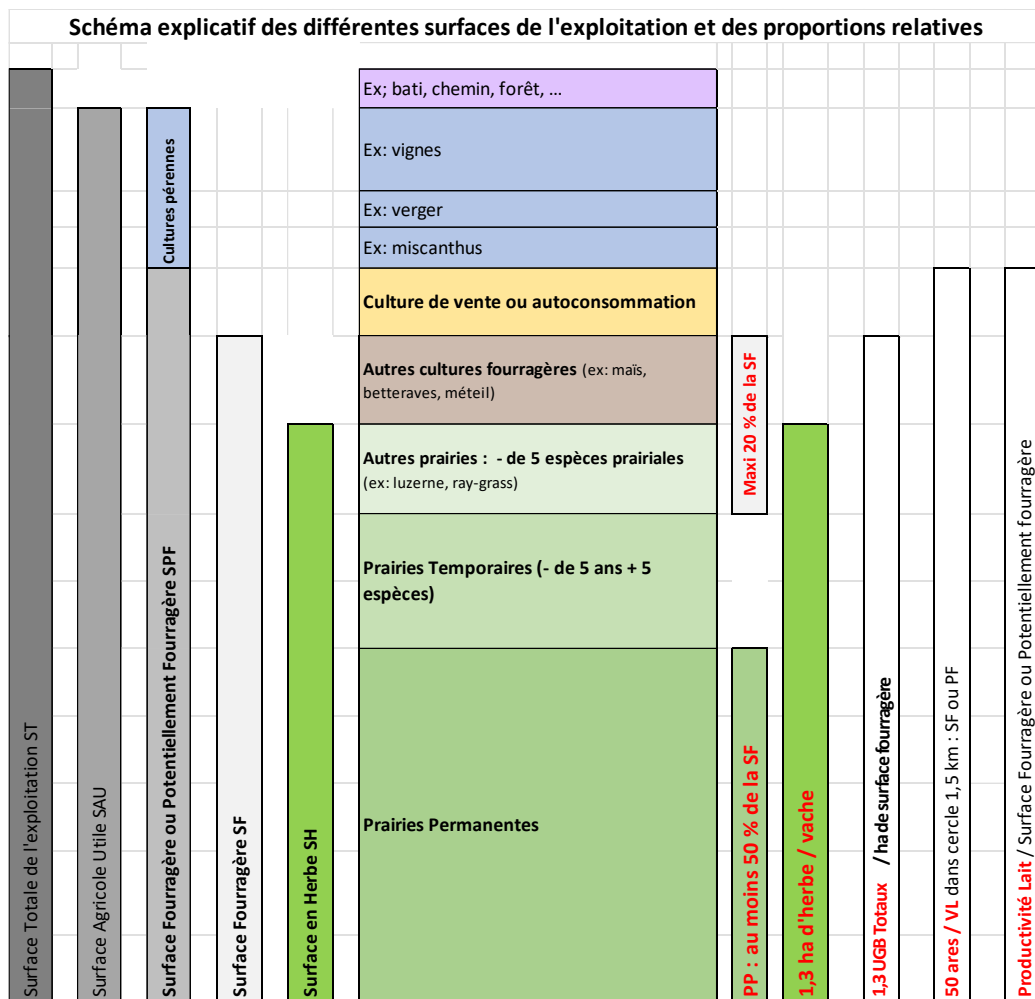 Schéma explicatif des différentes surfaces de l'exploitation et des proportions relatives
Surface Totale de l'exploitation ST
Surface Agricole Utile SAU
Cultures pérennes
Surface Fourragère ou Potentiellement Fourragère SPF
Surface Fourragère SF
Surface en Herbe SH
Ex; bati, chemin, forêt, ...
Ex: vignes
Ex: verger
Ex: miscanthus
Culture de vente ou autoconsommation
Autres cultures fourragères (ex: maïs,
betteraves, méteil)
Autres prairies : - de 5 espèces prairiales
(ex: luzerne, ray-grass)
Prairies Temporaires (- de 5 ans + 5
espèces)
Prairies Permanentes
Maxi 20 % de la SF
PP : au moins 50 % de la SF
1,3 ha d'herbe / vache
1,3 UGB Totaux / ha de surface fourragère
50 ares / VL dans cercle 1,5 km : SF ou PF
Productivité Lait / Surface Fourragère ou Potentiellement fourragère